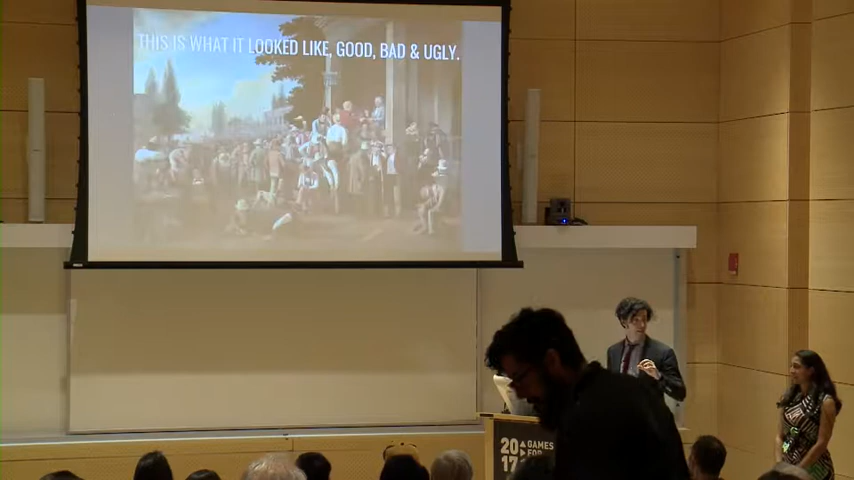 THIS IS WHAT IT LOOKED LIKE, GOOD, BAD & UGLY.
20 GAMES
17 FOR